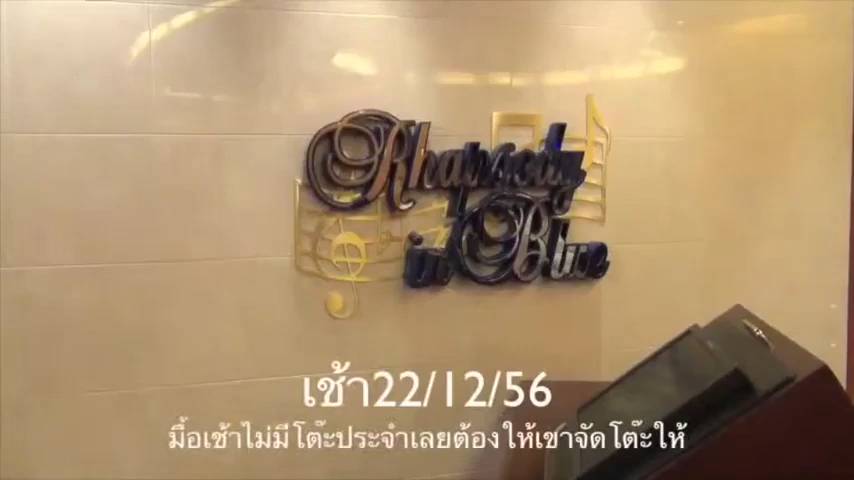 Rhapsody
in Blue
เช้า22/12/56
มื้อเช้าไม่มีโต๊ะประจำเลยต้องให้เขาจัดโต๊ะให้